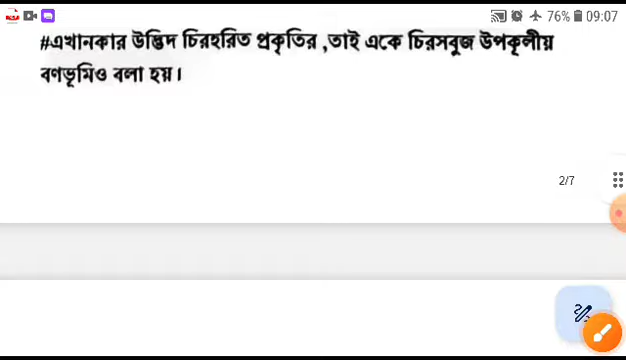 76% 09:07
#এখানকার উদ্ভিদ চিরহরিত প্রকৃতির ,তাই একে চিরসবুজ উপকূলীয়
বণভূমিও বলা হয়।
2/7